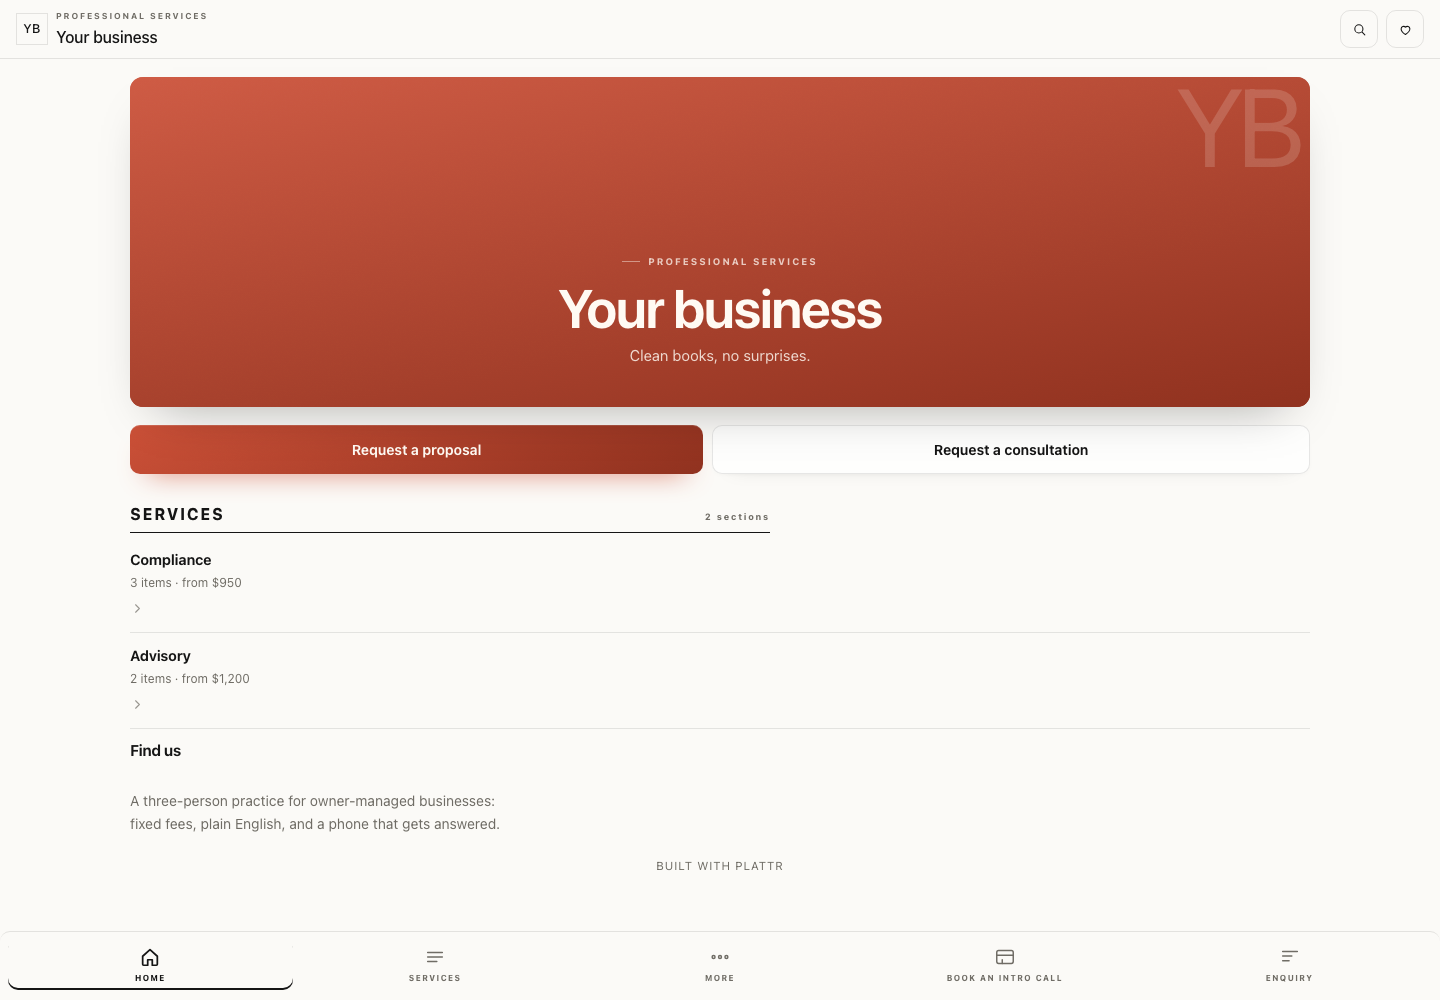 YB
PROFESSIONAL SERVICES
Your business
YB
PROFESSIONAL SERVICES
Your business
Clean books, no surprises.
Request a proposal
Request a consultation
SERVICES
2 sections
Compliance
3 items · from $950
Advisory
2 items · from $1,200
Find us
A three-person practice for owner-managed businesses:
fixed fees, plain English, and a phone that gets answered.
BUILT WITH PLATTR
HOME
SERVICES
MORE
BOOK AN INTRO CALL
ENQUIRY